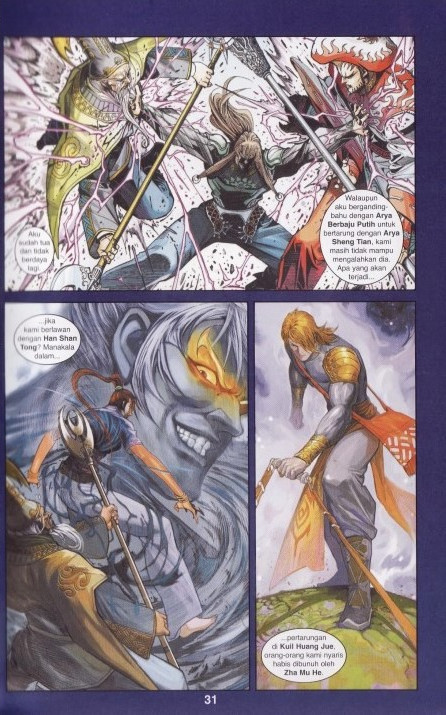 Aku
sudah tua
dan tidak
berdaya
lagi.
Walaupun
aku berganding-
bahu dengan Arya
Berbaju Putih untuk
bertarung dengan Arya
Sheng Tian, kami
masih tidak mampu
mengalahkan dia.
Apa yang akan
terjadi...
...jika
kami berlawan
dengan Han Shan
Tong? Manakala
dalam...
...pertarungan
di Kuil Huang Jue,
orang-orang kami nyaris
habis dibunuh oleh
Zha Mu He.
31